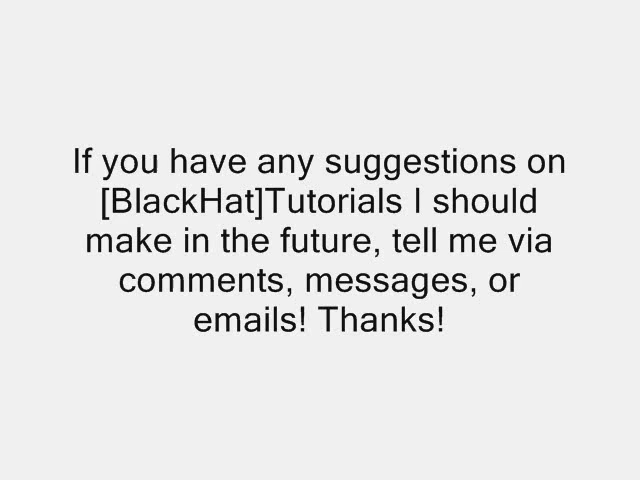 If you have any suggestions on
[BlackHat]Tutorials I should
make in the future, tell me via
comments, messages, or
emails! Thanks!